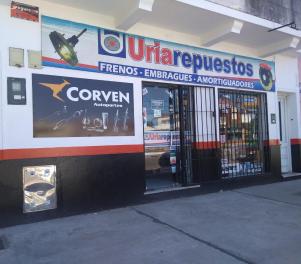 Uriarepuestos
FRENOS - EMBRAGUES - AMORTIGUADORES
CORVEN
Autopartes